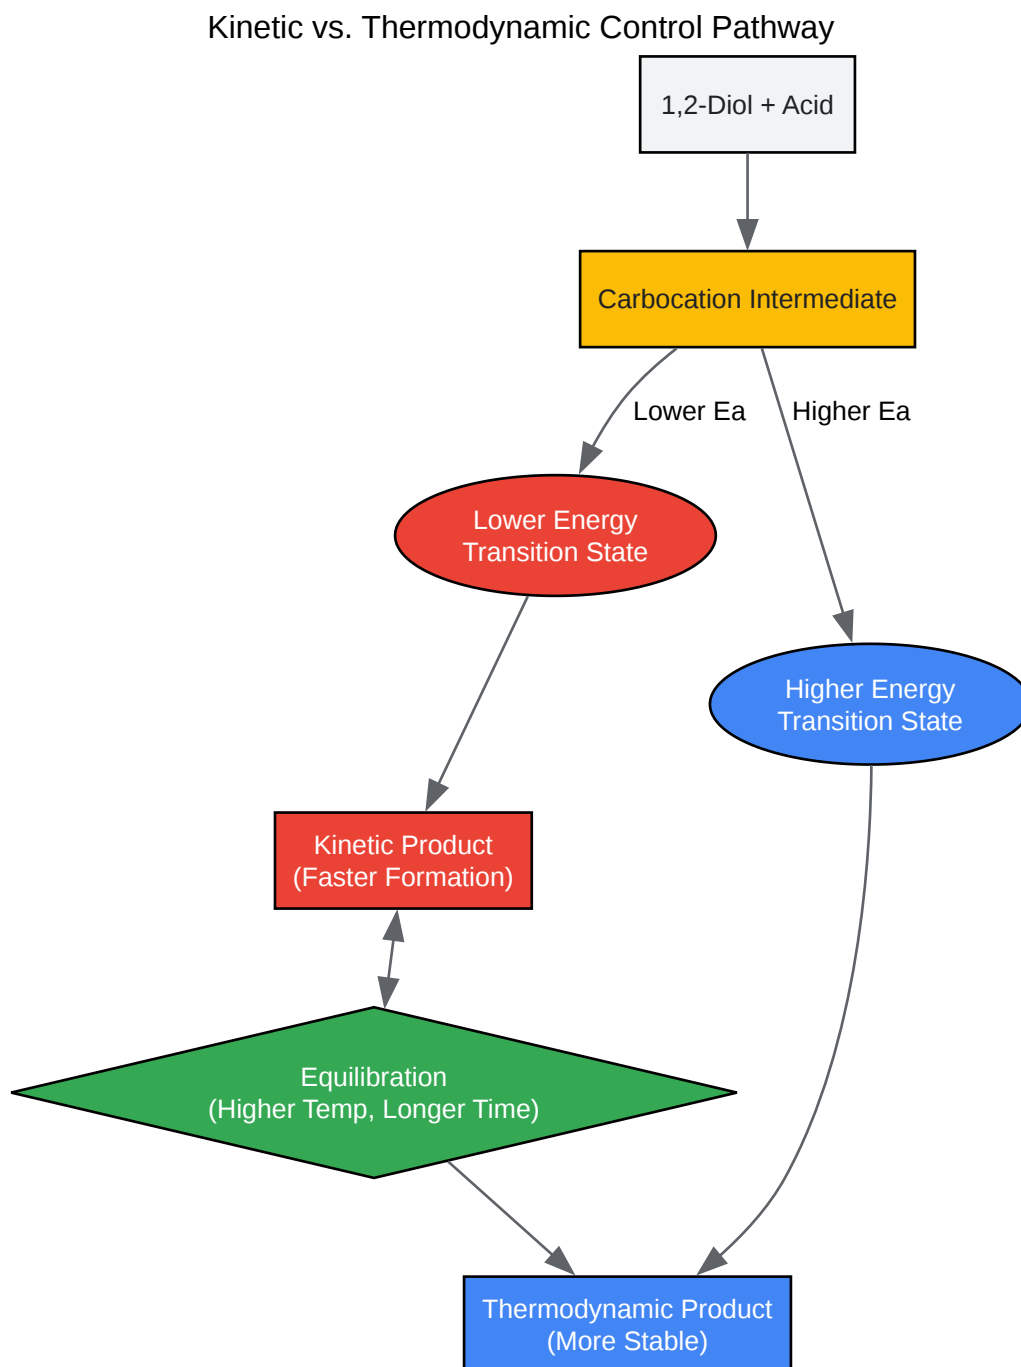 Kinetic vs. Thermodynamic Control Pathway
1,2-Diol + Acid
Carbocation Intermediate
Lower Ea
Higher Ea
Lower Energy
Transition State
Higher Energy
Transition State
Kinetic Product
(Faster Formation)
Equilibration
(Higher Temp, Longer Time)
Thermodynamic Product
(More Stable)